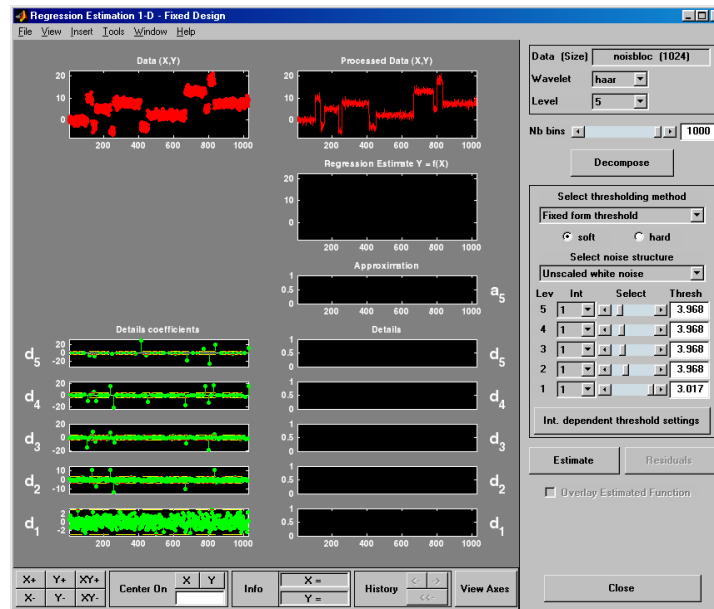 Regression Estimation 1-D - Fixed Design
File View Insert Tools Window Help
Data (X,Y)
20
10
0
200 400 600 800 1000
Processed Data (X,Y)
20
10
0
200 400 600 800 1000
Regression Estimate Y = f(X)
20
10
0
200 400 600 800 1000
Approximation
1
0.5
0
a5
200 400 600 800 1000
Details coefficients
d5
20
0
-20
d4
20
0
-20
d3
10
0
-10
d2
10
0
-10
d1
2
0
-2
200 400 600 800 1000
Details
1
0.5
0
d5
1
0.5
0
d4
1
0.5
0
d3
1
0.5
0
d2
1
0.5
0
d1
200 400 600 800 1000
Data (Size) noisbloc (1024)
Wavelet haar
Level 5
Nb bins 1000
Decompose
Select thresholding method
Fixed form threshold
soft hard
Select noise structure
Unscaled white noise
Lev Int Select Thresh
5 1 3.968
4 1 3.968
3 1 3.968
2 1 3.968
1 1 3.017
Int. dependent threshold settings
Estimate Residuals
Overlay Estimated Function
Close
X+ Y+ XY+
X- Y- XY-
Center On X Y
Info X = Y =
History <- -> <<-
View Axes